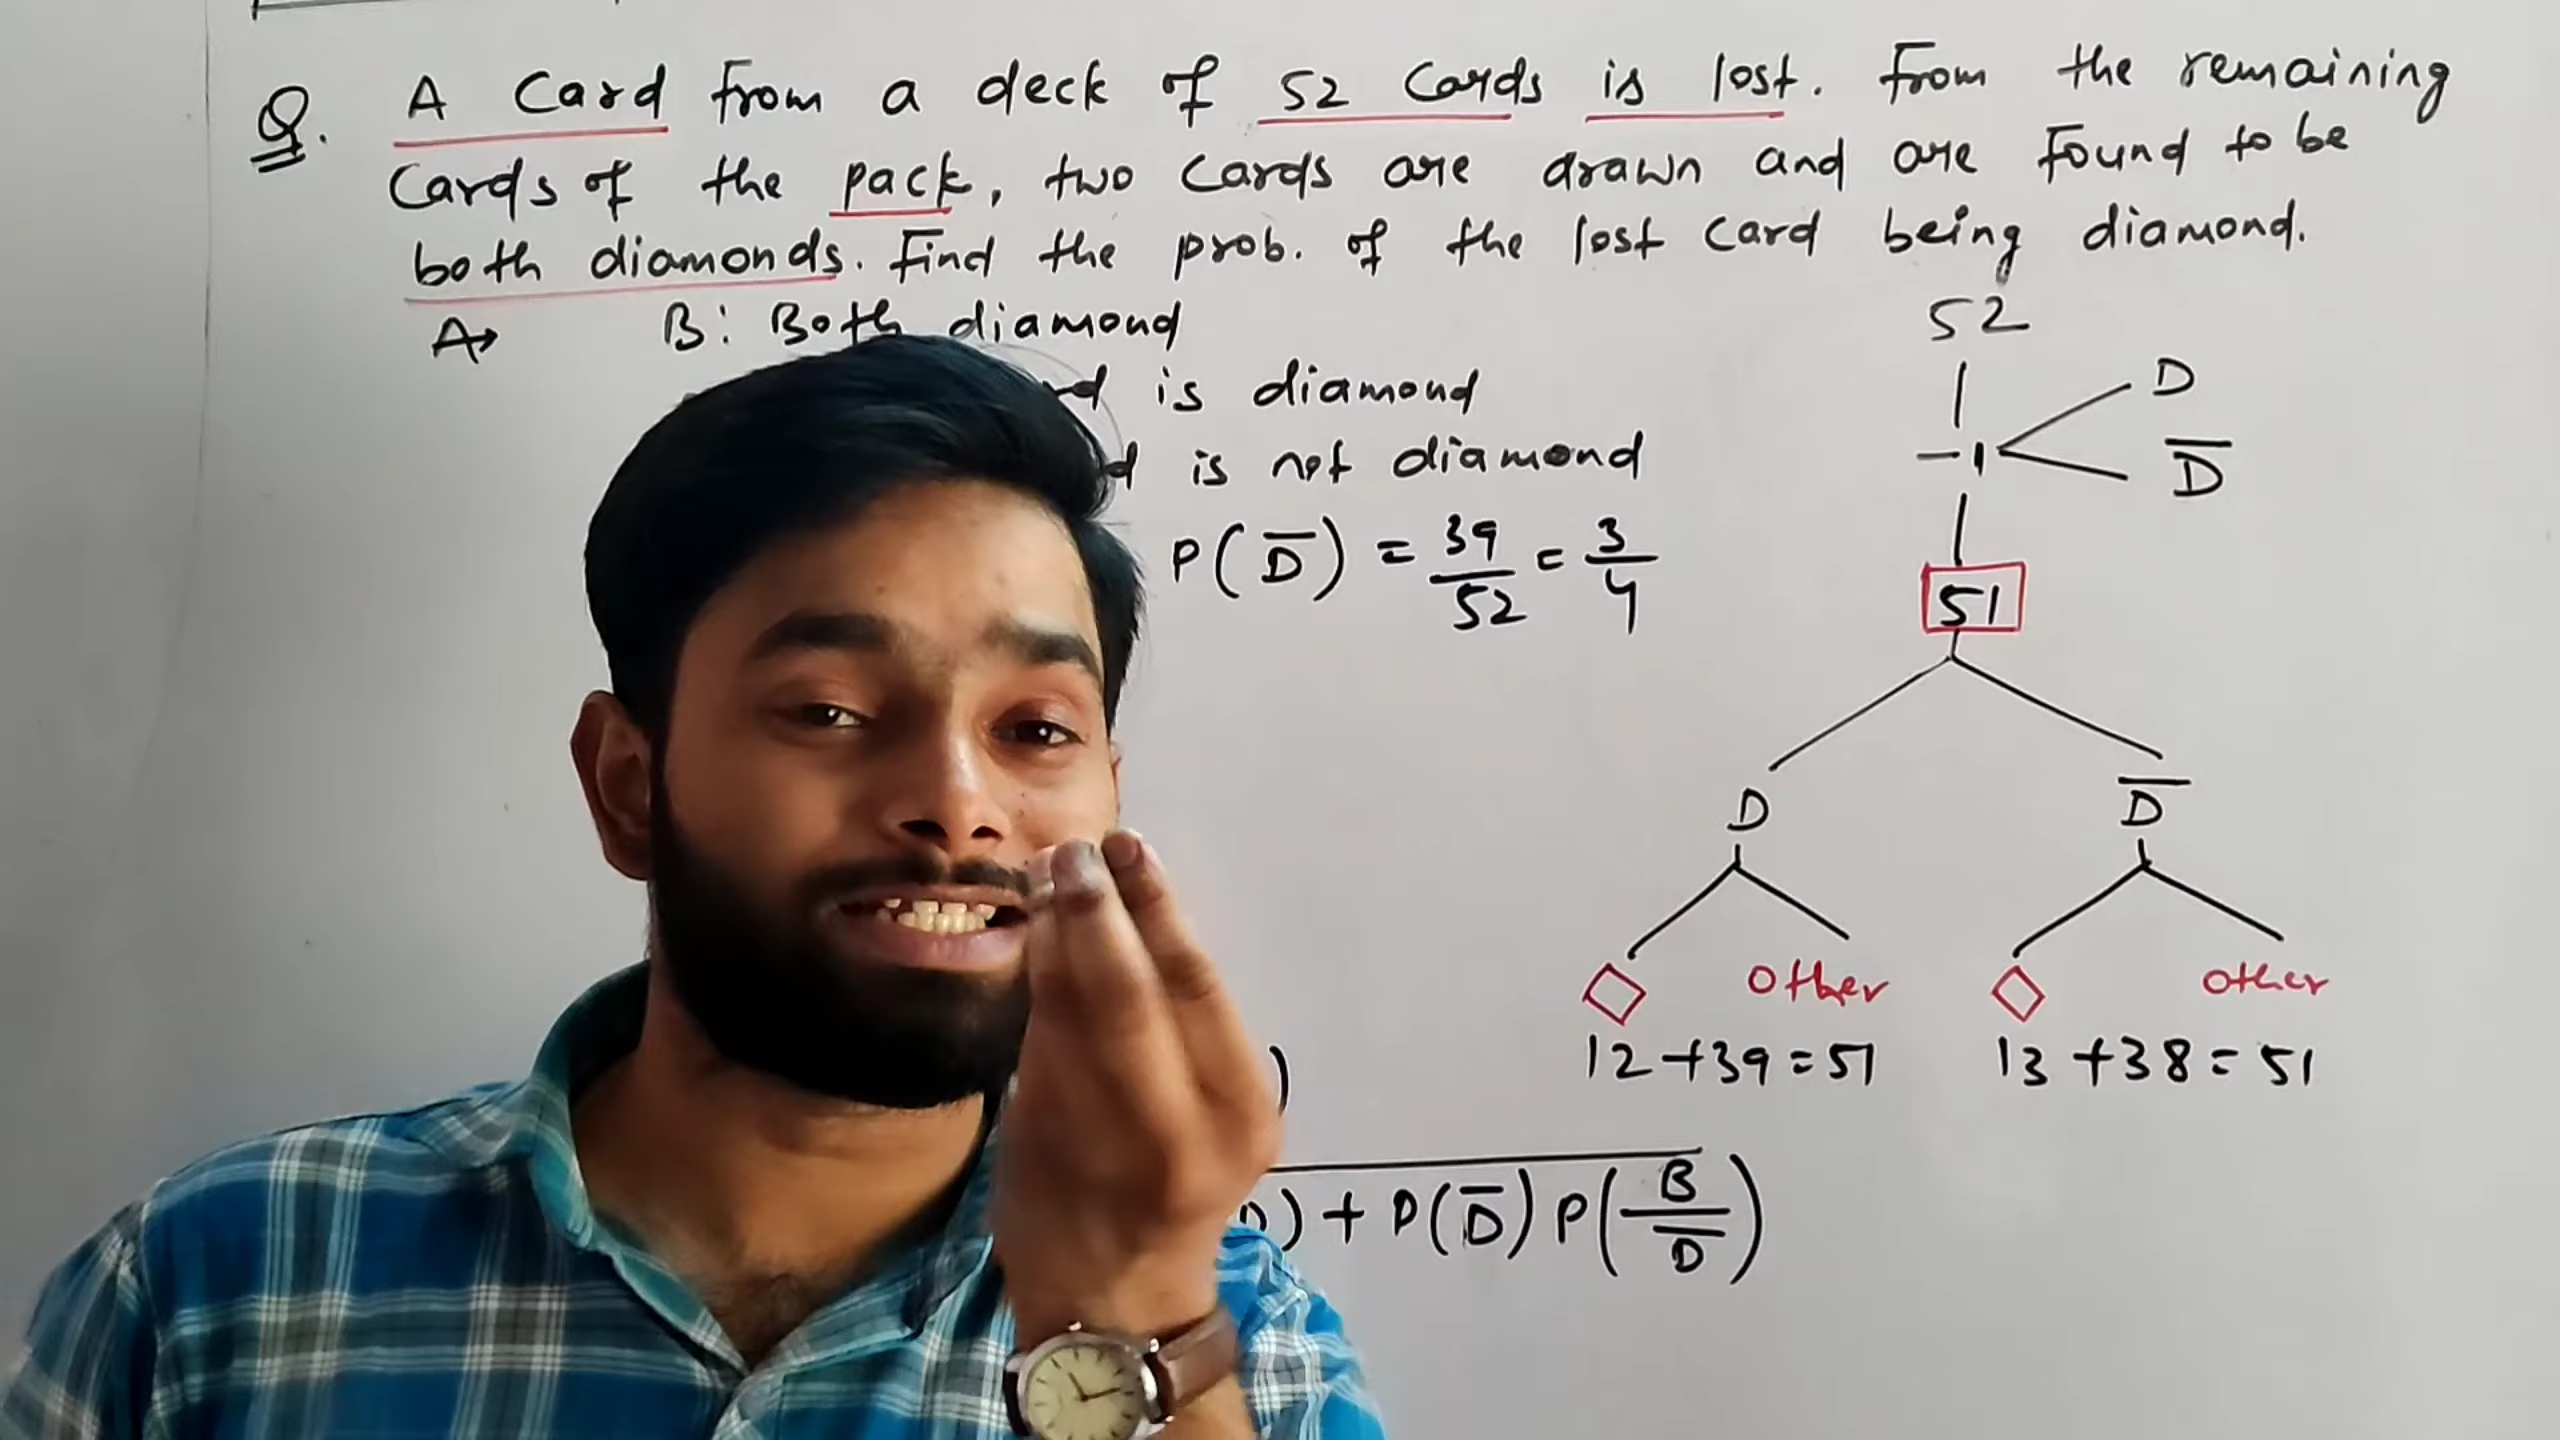 Q. A Card from a deck of 52 Cards is lost. From the remaining
Cards of the pack, two Cards are drawn and are found to be
both diamonds. Find the prob. of the lost Card being diamond.
A→ B: Both diamond
is diamond
is not diamond
P(D̅) = 39/52 = 3/4
52
-1
D
D̅
51
D D̅
◇ Other ◇ Other
12+39=51 13+38=51
)
) + P(D̅) P(B/D̅)